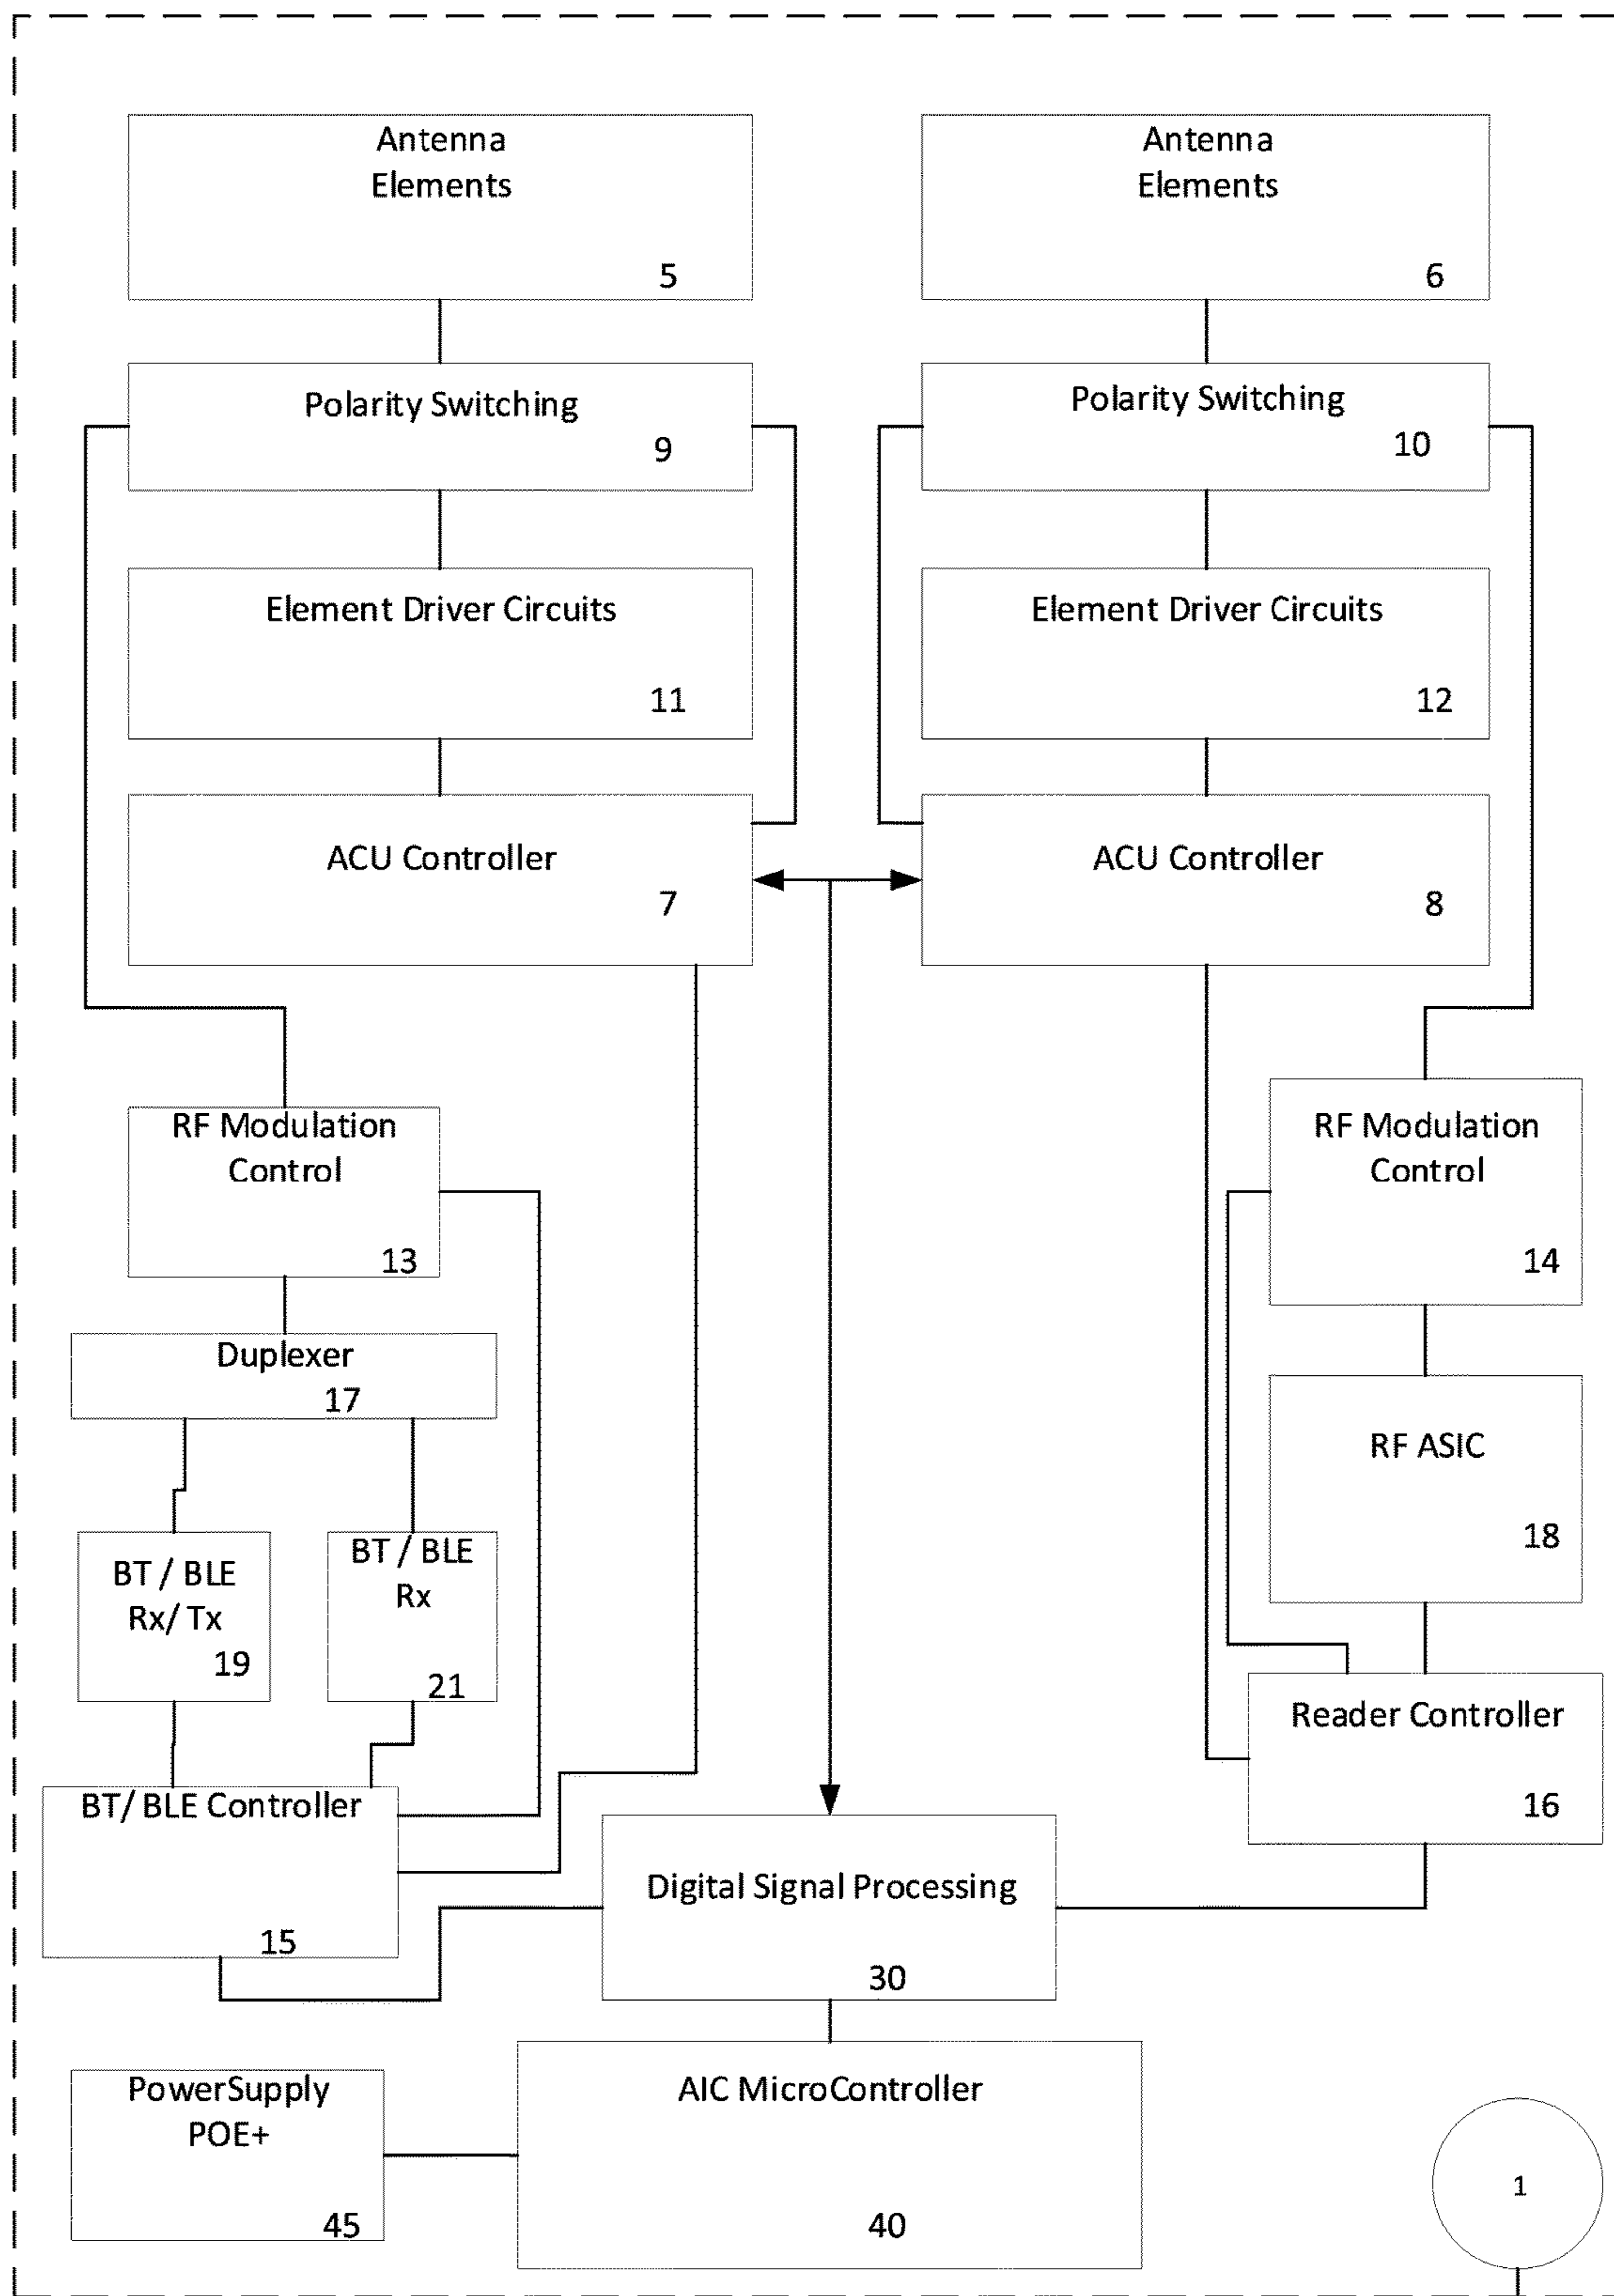 Antenna
Elements
5
Antenna
Elements
6
Polarity Switching
9
Polarity Switching
10
Element Driver Circuits
11
Element Driver Circuits
12
ACU Controller
7
ACU Controller
8
RF Modulation
Control
13
RF Modulation
Control
14
Duplexer
17
RF ASIC
18
BT / BLE
Rx/ Tx
19
BT / BLE
Rx
21
Reader Controller
16
BT/ BLE Controller
15
Digital Signal Processing
30
PowerSupply
POE+
45
AIC MicroController
40
1